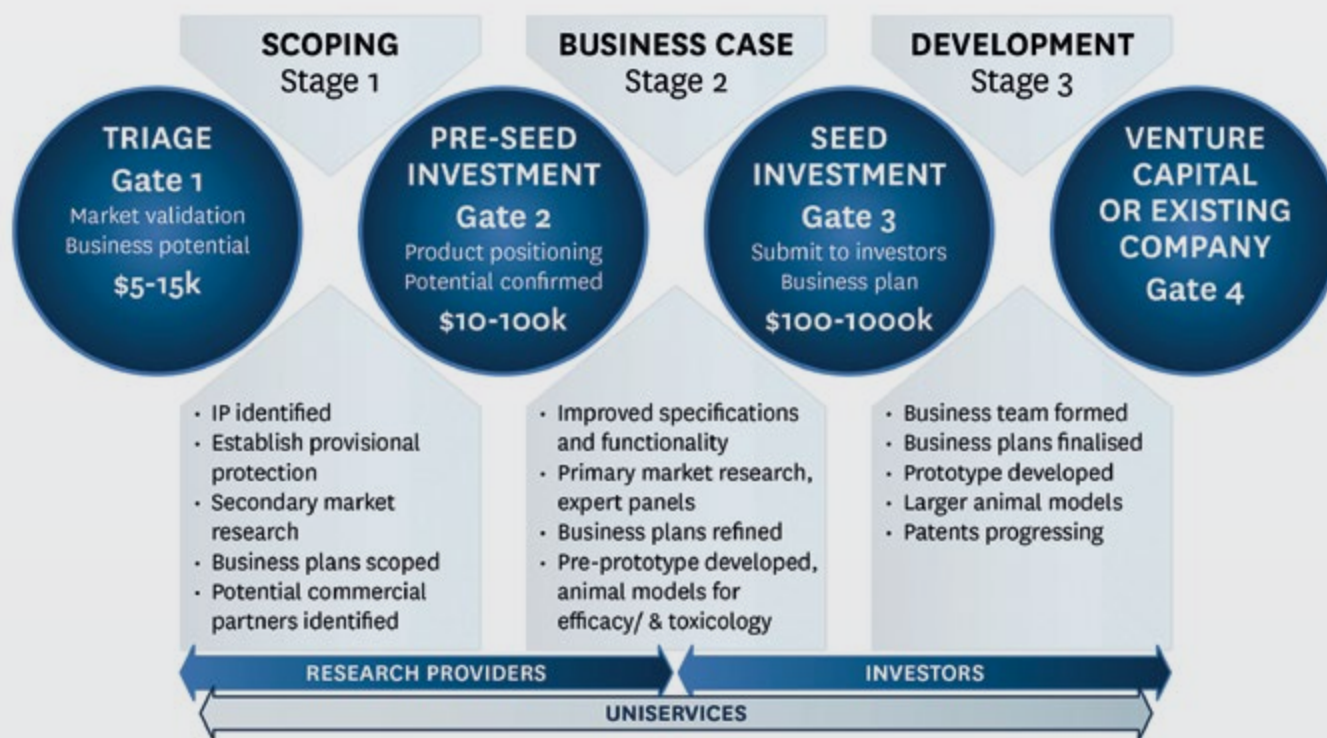 SCOPING
Stage 1
BUSINESS CASE
Stage 2
DEVELOPMENT
Stage 3
TRIAGE
Gate 1
Market validation
Business potential
$5-15k
PRE-SEED
INVESTMENT
Gate 2
Product positioning
Potential confirmed
$10-100k
SEED
INVESTMENT
Gate 3
Submit to investors
Business plan
$100-1000k
VENTURE
CAPITAL
OR EXISTING
COMPANY
Gate 4
· IP identified
· Establish provisional
protection
· Secondary market
research
· Business plans scoped
· Potential commercial
partners identified
· Improved specifications
and functionality
· Primary market research,
expert panels
· Business plans refined
· Pre-prototype developed,
animal models for
efficacy/ & toxicology
· Business team formed
· Business plans finalised
· Prototype developed
· Larger animal models
· Patents progressing
RESEARCH PROVIDERS
INVESTORS
UNISERVICES